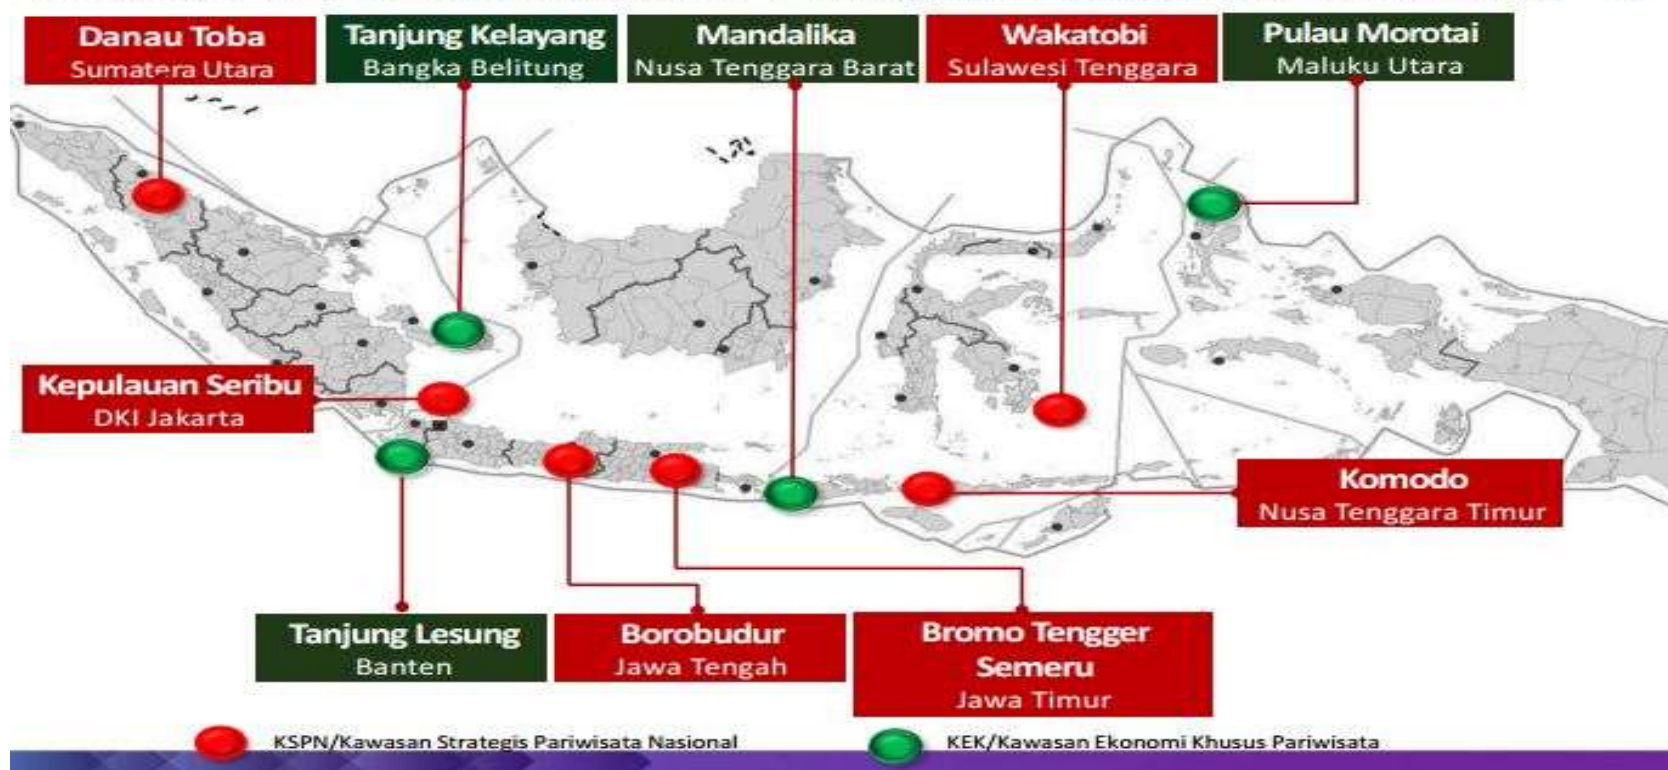 Danau Toba
Sumatera Utara
Tanjung Kelayang
Bangka Belitung
Mandalika
Nusa Tenggara Barat
Wakatobi
Sulawesi Tenggara
Pulau Morotai
Maluku Utara
Kepulauan Seribu
DKI Jakarta
Komodo
Nusa Tenggara Timur
Tanjung Lesung
Banten
Borobudur
Jawa Tengah
Bromo Tengger
Semeru
Jawa Timur
KSPN/Kawasan Strategis Pariwisata Nasional
KEK/Kawasan Ekonomi Khusus Pariwisata